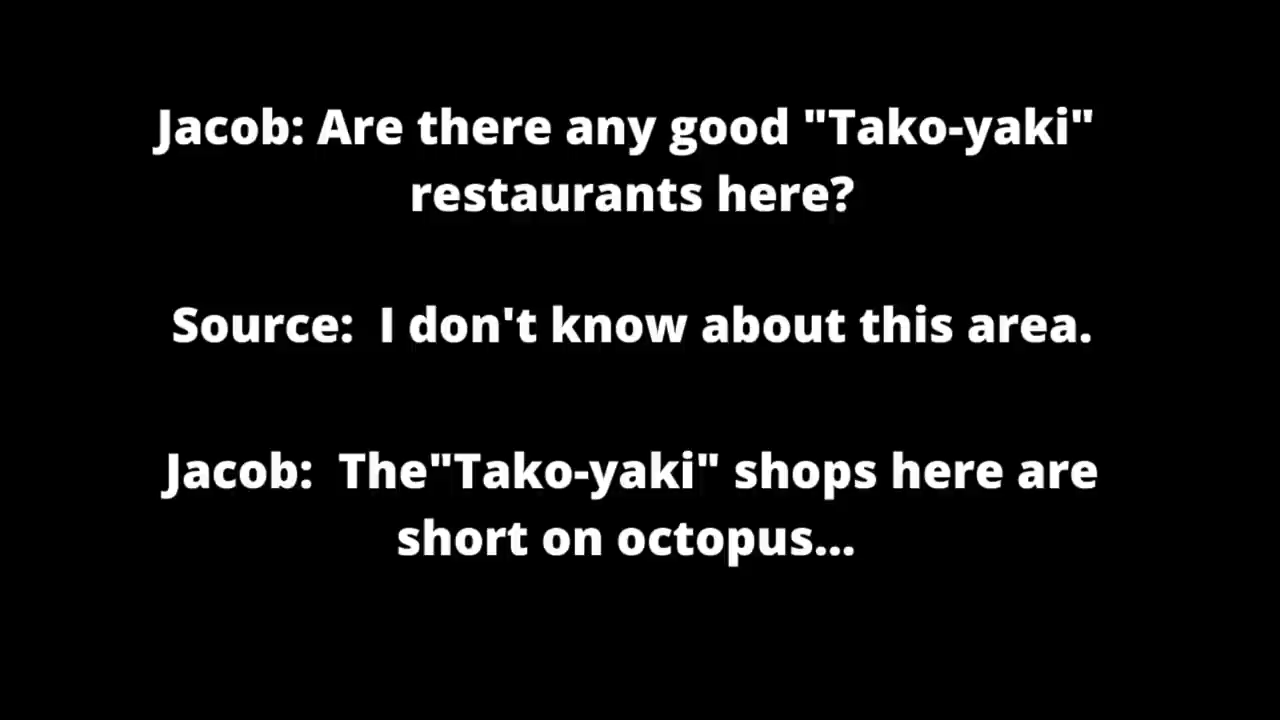 Jacob: Are there any good "Tako-yaki"
restaurants here?
Source:  I don't know about this area.
Jacob:  The"Tako-yaki" shops here are
short on octopus...